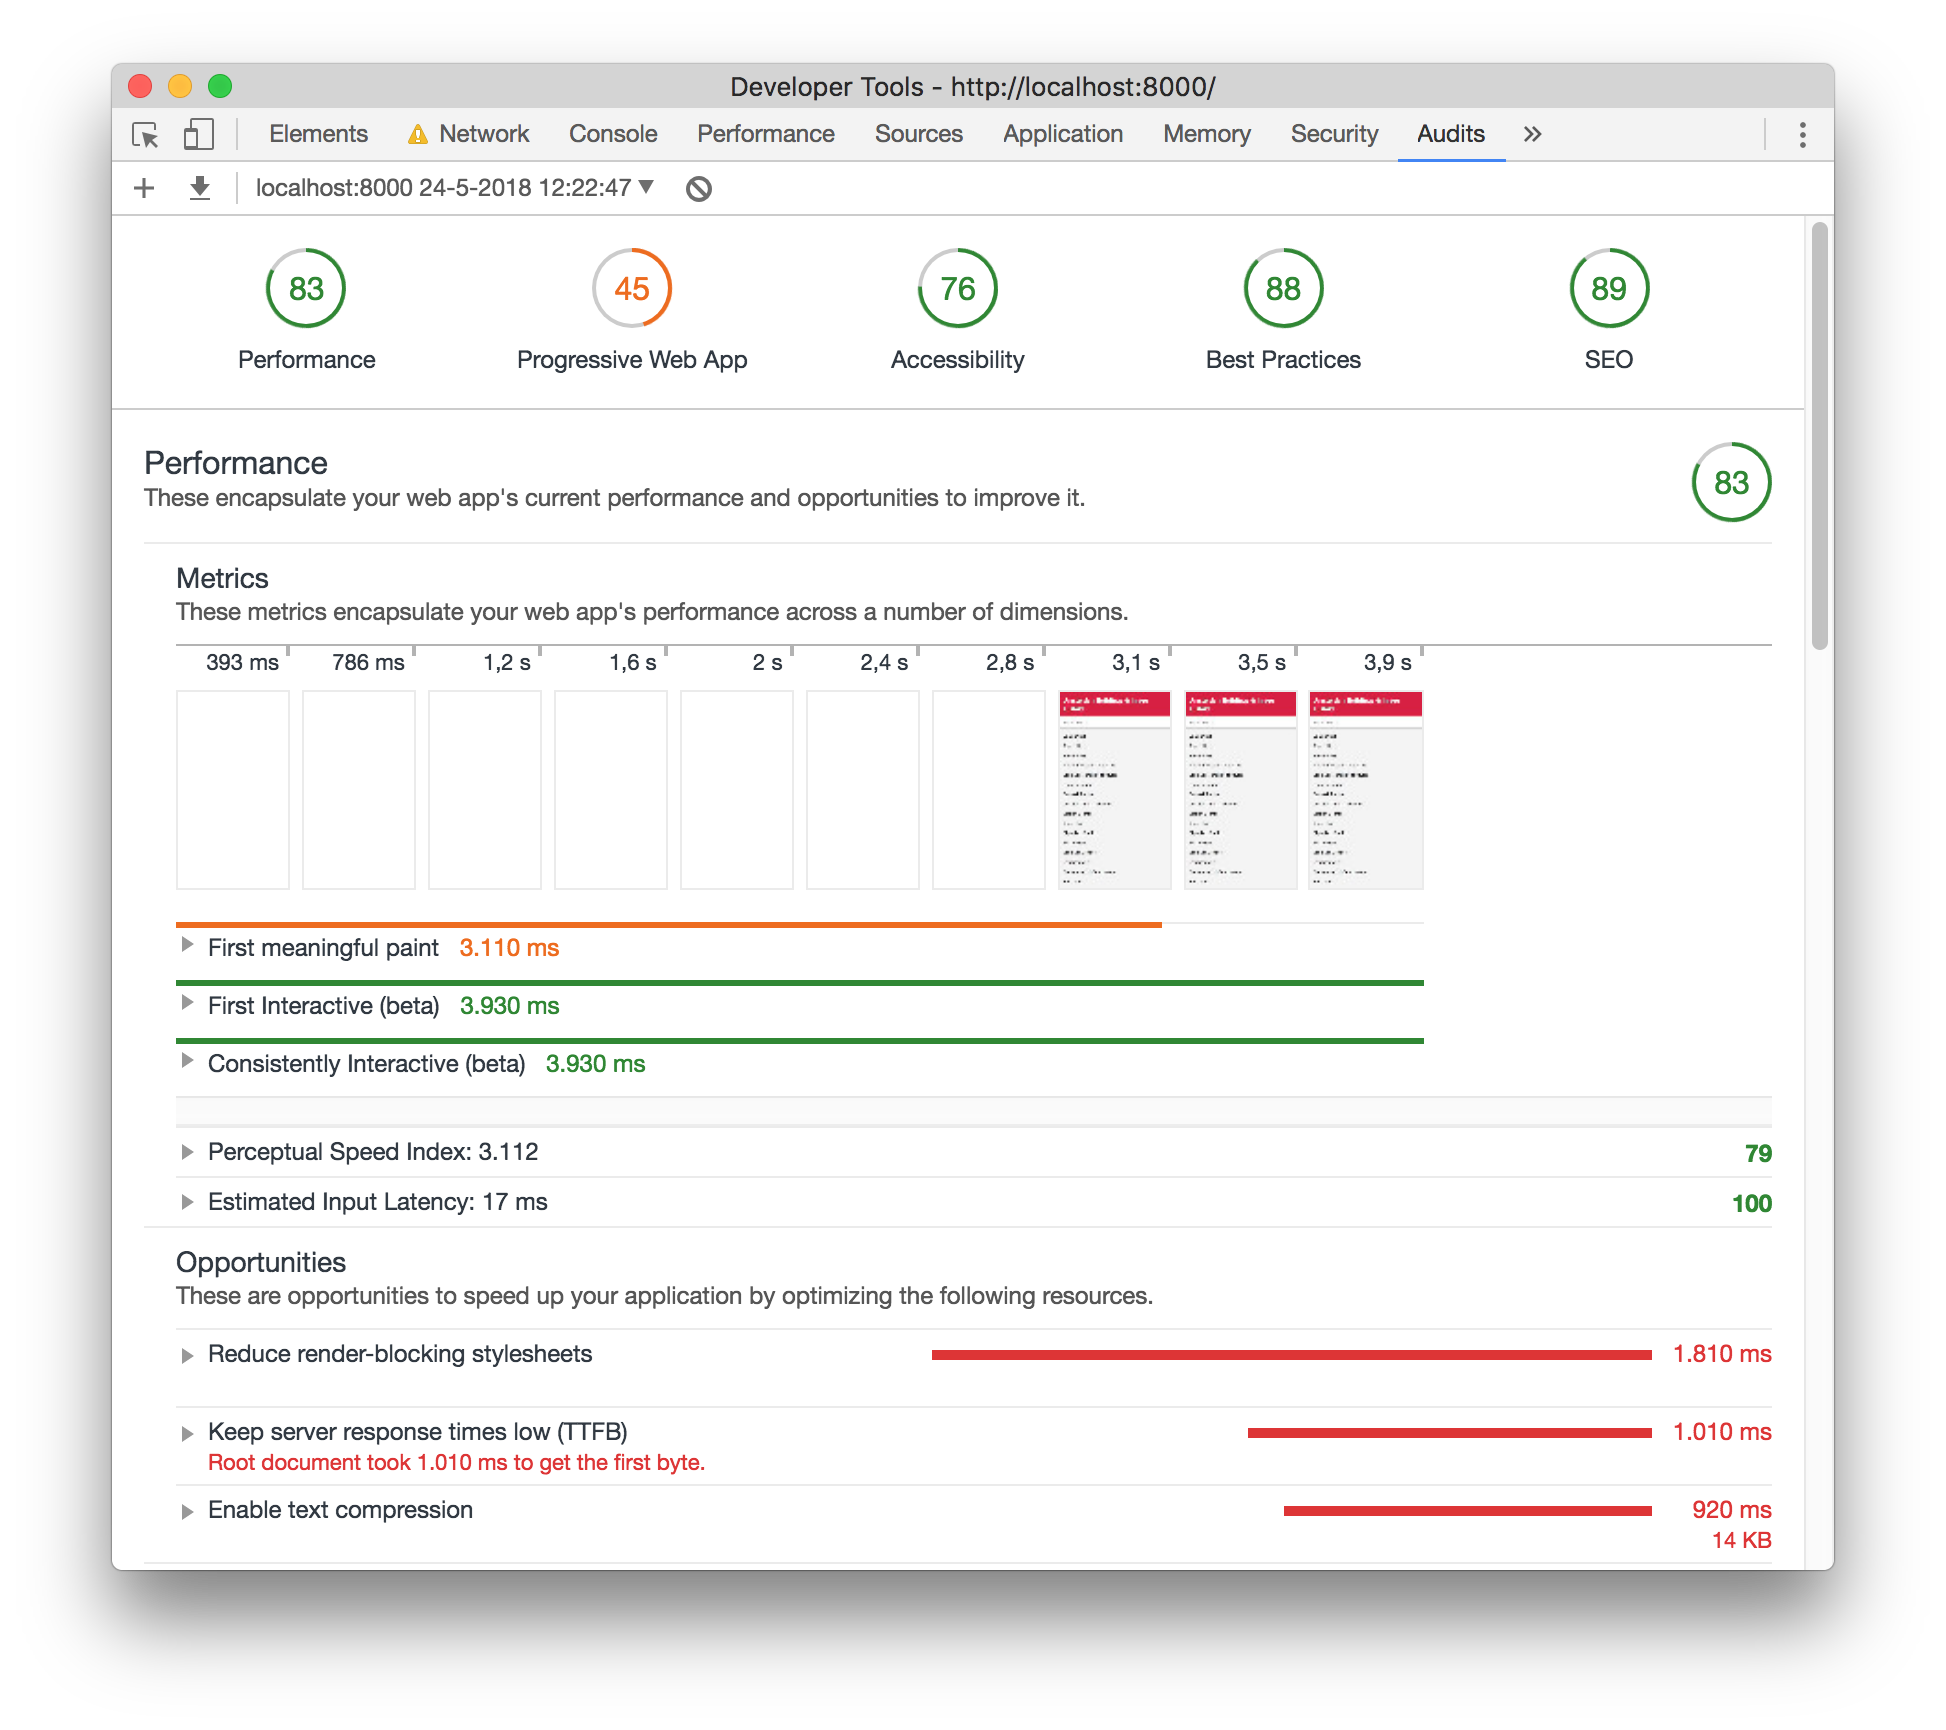 Developer Tools - http://localhost:8000/
Elements Network Console Performance Sources Application Memory Security Audits »
localhost:8000 24-5-2018 12:22:47
83 45 76 88 89
Performance Progressive Web App Accessibility Best Practices SEO
Performance
These encapsulate your web app's current performance and opportunities to improve it.
83
Metrics
These metrics encapsulate your web app's performance across a number of dimensions.
393 ms 786 ms 1,2 s 1,6 s 2 s 2,4 s 2,8 s 3,1 s 3,5 s 3,9 s
First meaningful paint 3.110 ms
First Interactive (beta) 3.930 ms
Consistently Interactive (beta) 3.930 ms
Perceptual Speed Index: 3.112 79
Estimated Input Latency: 17 ms 100
Opportunities
These are opportunities to speed up your application by optimizing the following resources.
Reduce render-blocking stylesheets 1.810 ms
Keep server response times low (TTFB) 1.010 ms
Root document took 1.010 ms to get the first byte.
Enable text compression 920 ms
14 KB